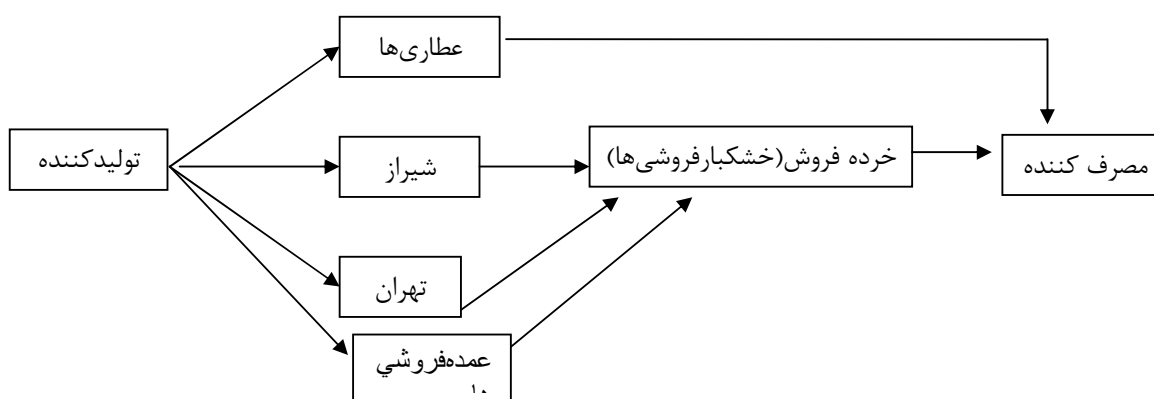 عطاری‌ها
تولیدکننده
شیراز
خرده فروش(خشکبارفروشی‌ها)
مصرف کننده
تهران
عمده‌فروشي